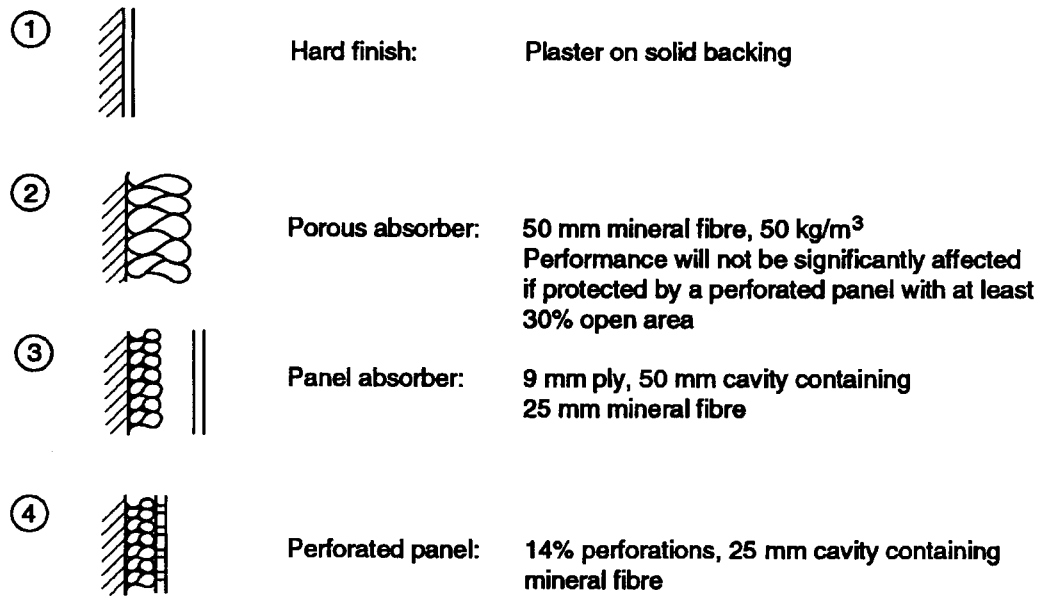 1 Hard finish: Plaster on solid backing
2 Porous absorber: 50 mm mineral fibre, 50 kg/m³
Performance will not be significantly affected
if protected by a perforated panel with at least
30% open area
3 Panel absorber: 9 mm ply, 50 mm cavity containing
25 mm mineral fibre
4 Perforated panel: 14% perforations, 25 mm cavity containing
mineral fibre